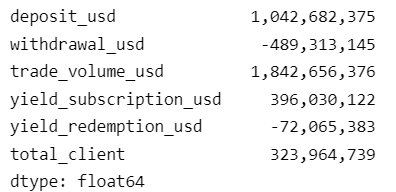 deposit_usd 1,042,682,375
withdrawal_usd -489,313,145
trade_volume_usd 1,842,656,376
yield_subscription_usd 396,030,122
yield_redemption_usd -72,065,383
total_client 323,964,739
dtype: float64